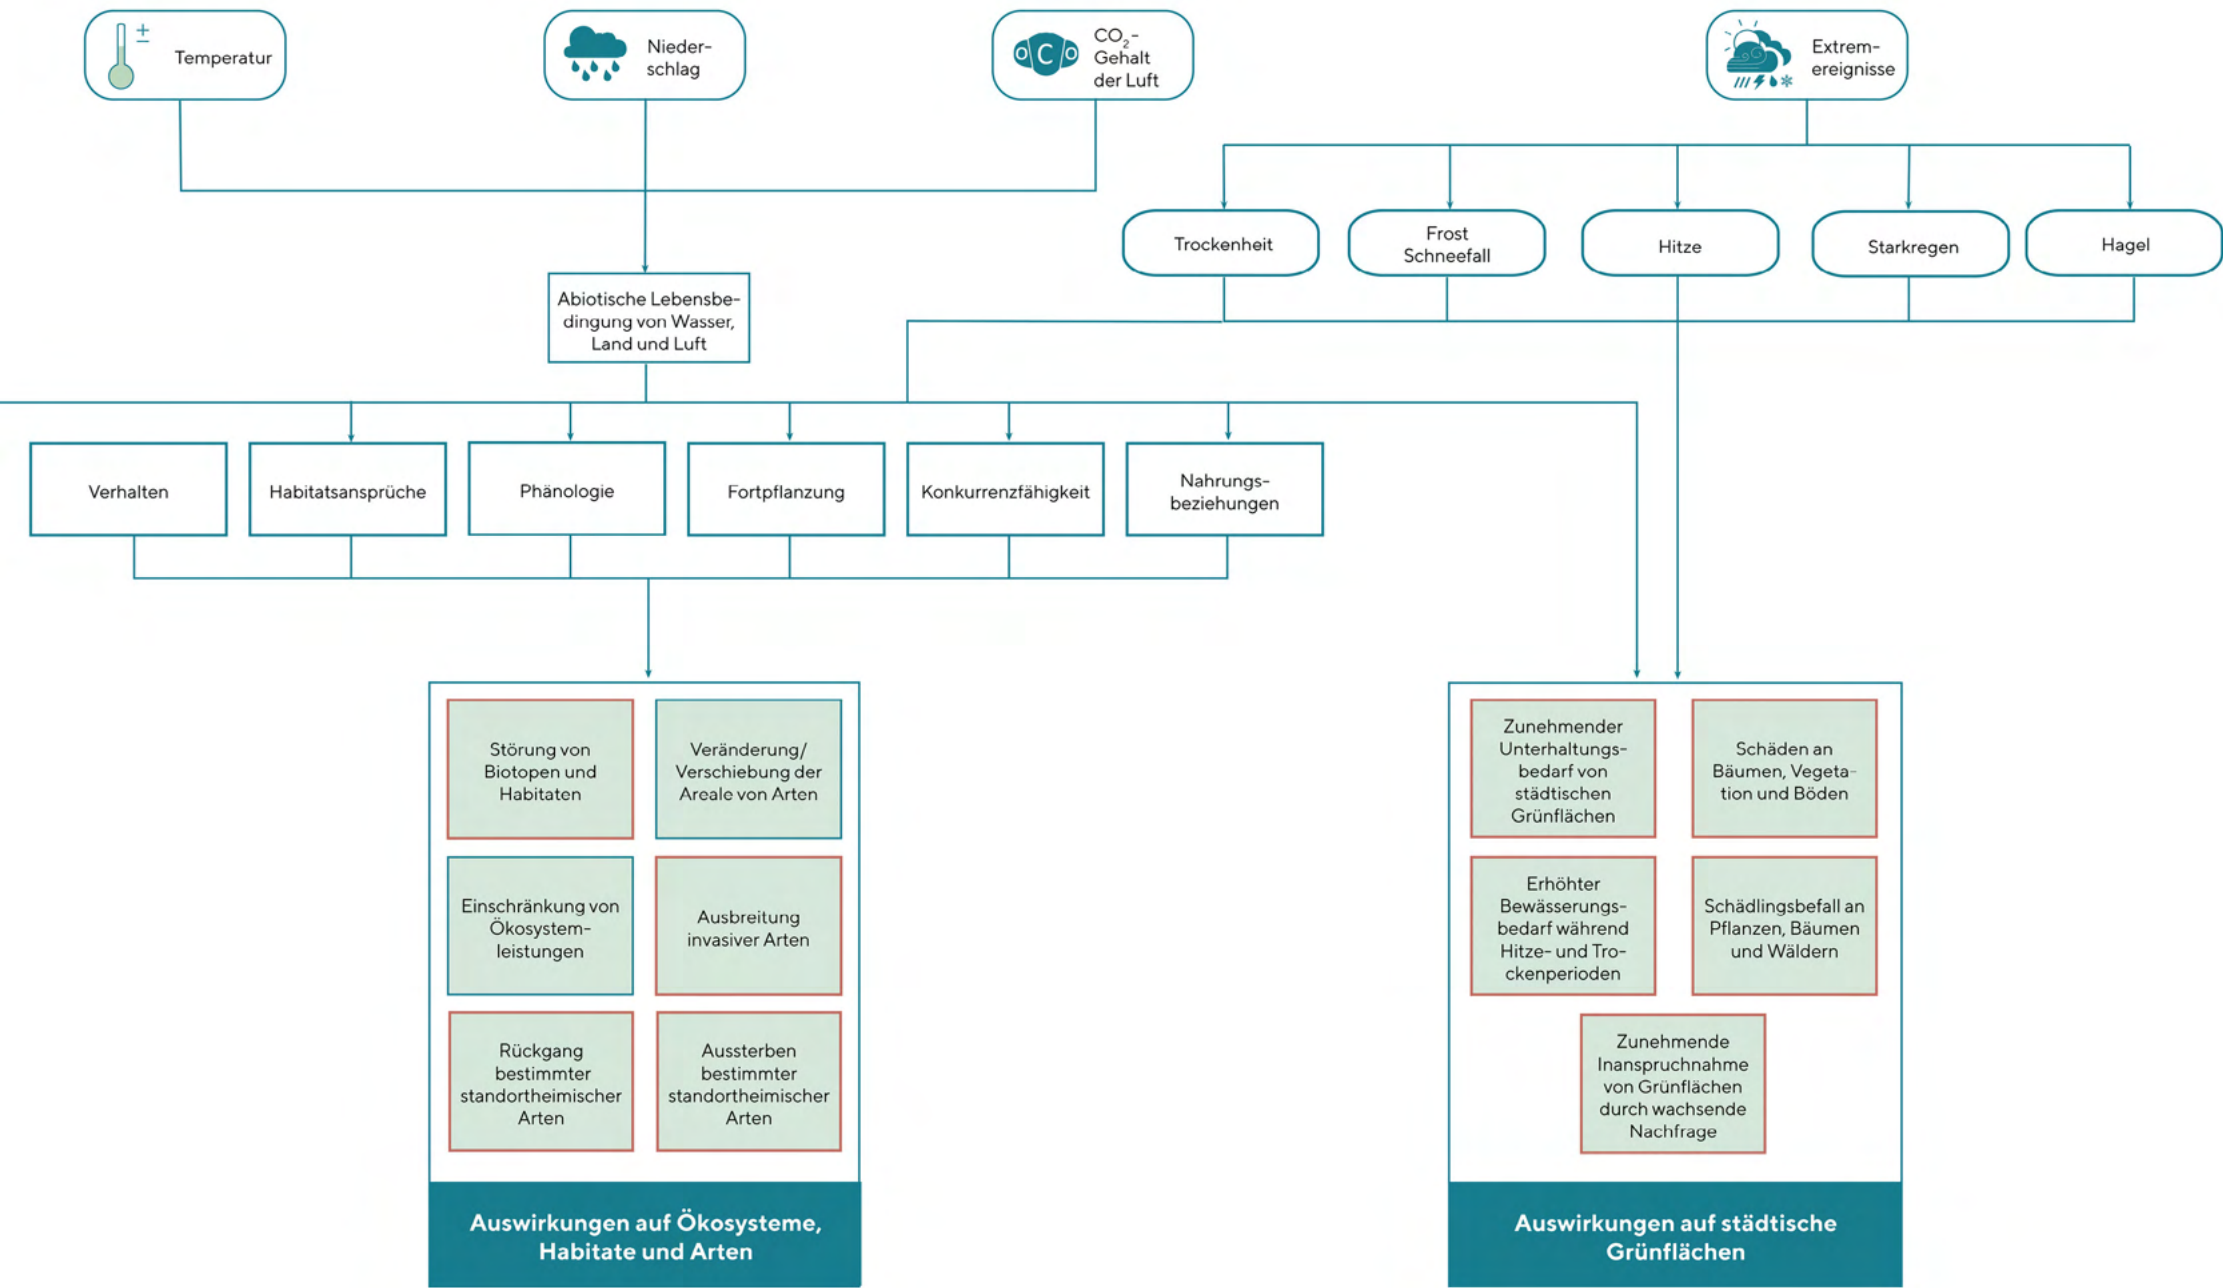 Temperatur
Nieder-
schlag
O C O
CO₂-
Gehalt
der Luft
Extrem-
ereignisse
Trockenheit
Frost
Schneefall
Hitze
Starkregen
Hagel
Abiotische Lebensbe-
dingung von Wasser,
Land und Luft
Verhalten
Habitatsansprüche
Phänologie
Fortpflanzung
Konkurrenzfähigkeit
Nahrungs-
beziehungen
Störung von
Biotopen und
Habitaten
Veränderung/
Verschiebung der
Areale von Arten
Einschränkung von
Ökosystem-
leistungen
Ausbreitung
invasiver Arten
Rückgang
bestimmter
standortheimischer
Arten
Aussterben
bestimmter
standortheimischer
Arten
Auswirkungen auf Ökosysteme,
Habitate und Arten
Zunehmender
Unterhaltungs-
bedarf von
städtischen
Grünflächen
Schäden an
Bäumen, Vegeta-
tion und Böden
Erhöhter
Bewässerungs-
bedarf während
Hitze- und Tro-
ckenperioden
Schädlingsbefall an
Pflanzen, Bäumen
und Wäldern
Zunehmende
Inanspruchnahme
von Grünflächen
durch wachsende
Nachfrage
Auswirkungen auf städtische
Grünflächen